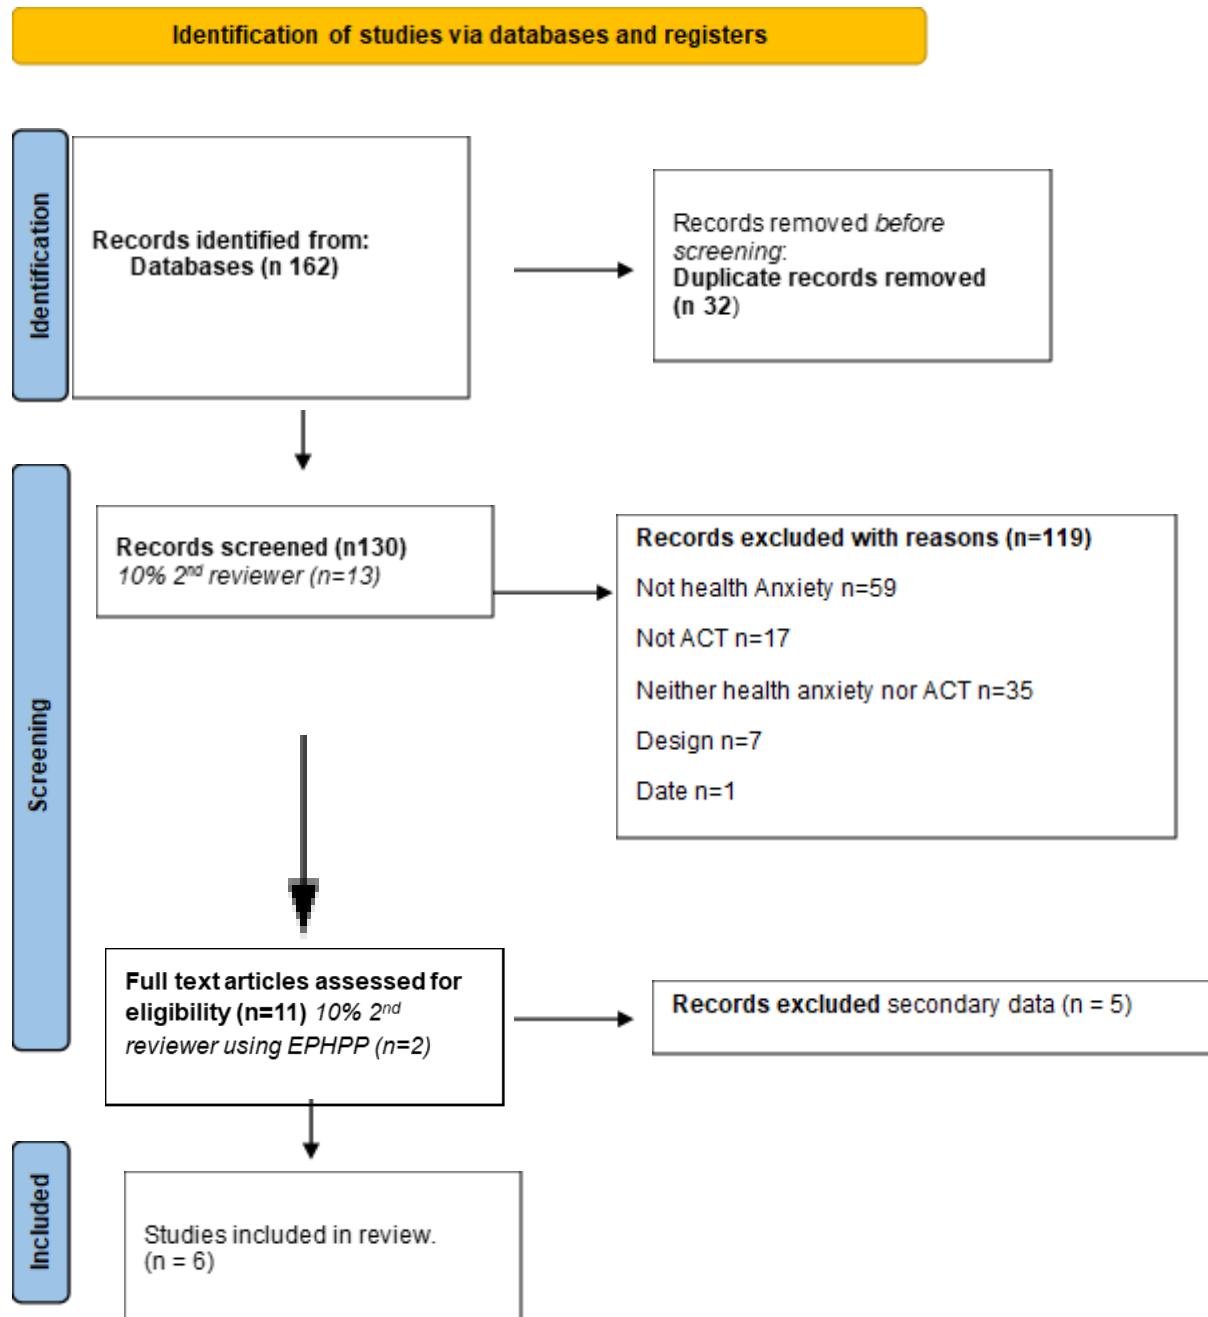 Identification of studies via databases and registers
Identification
Records identified from:
Databases (n 162)
Records removed before
screening:
Duplicate records removed
(n 32)
Screening
Records screened (n130)
10% 2nd reviewer (n=13)
Records excluded with reasons (n=119)
Not health Anxiety n=59
Not ACT n=17
Neither health anxiety nor ACT n=35
Design n=7
Date n=1
Full text articles assessed for
eligibility (n=11) 10% 2nd
reviewer using EPHPP (n=2)
Records excluded secondary data (n = 5)
Included
Studies included in review.
(n = 6)